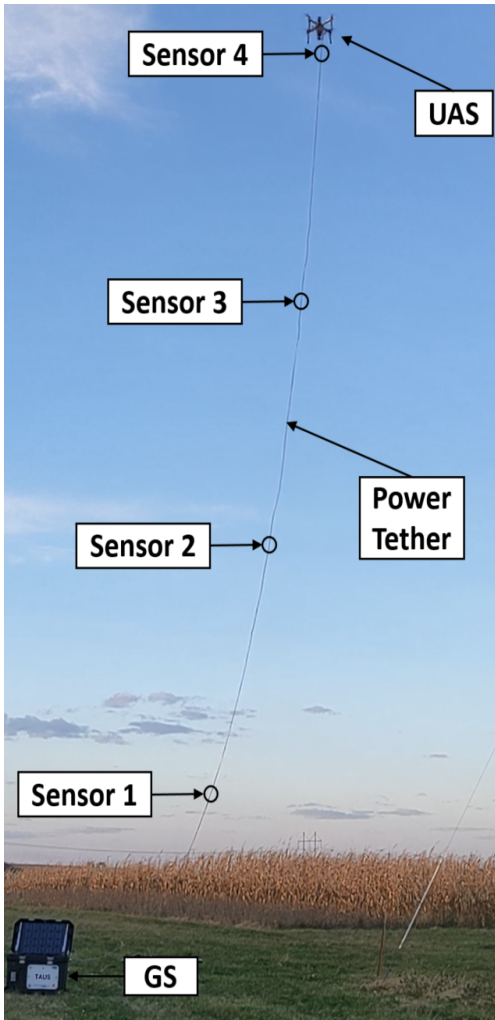 Sensor 4
UAS
Sensor 3
Power
Tether
Sensor 2
Sensor 1
TAUS
GS